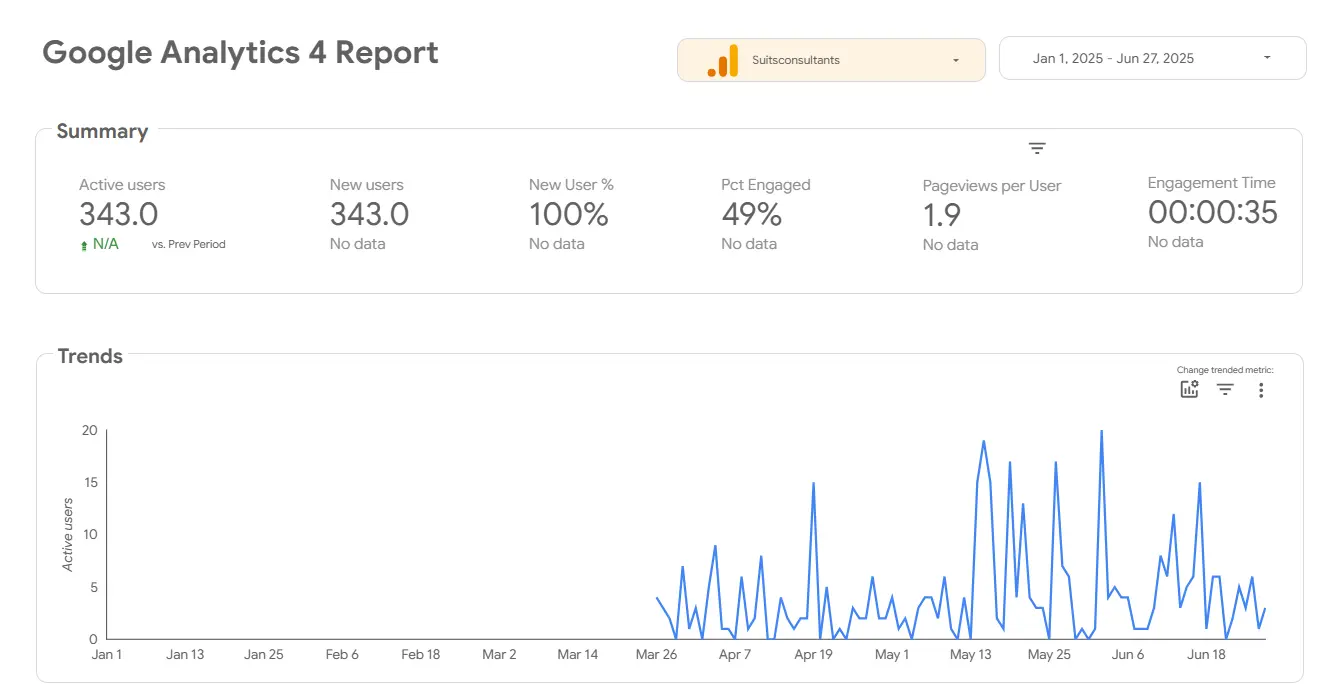 Google Analytics 4 Report
Suitsconsultants
Jan 1, 2025 - Jun 27, 2025
Summary
Active users
343.0
N/A vs. Prev Period
New users
343.0
No data
New User %
100%
No data
Pct Engaged
49%
No data
Pageviews per User
1.9
No data
Engagement Time
00:00:35
No data
Trends
Change trended metric:
Active users
20
15
10
5
0
Jan 1 Jan 13 Jan 25 Feb 6 Feb 18 Mar 2 Mar 14 Mar 26 Apr 7 Apr 19 May 1 May 13 May 25 Jun 6 Jun 18